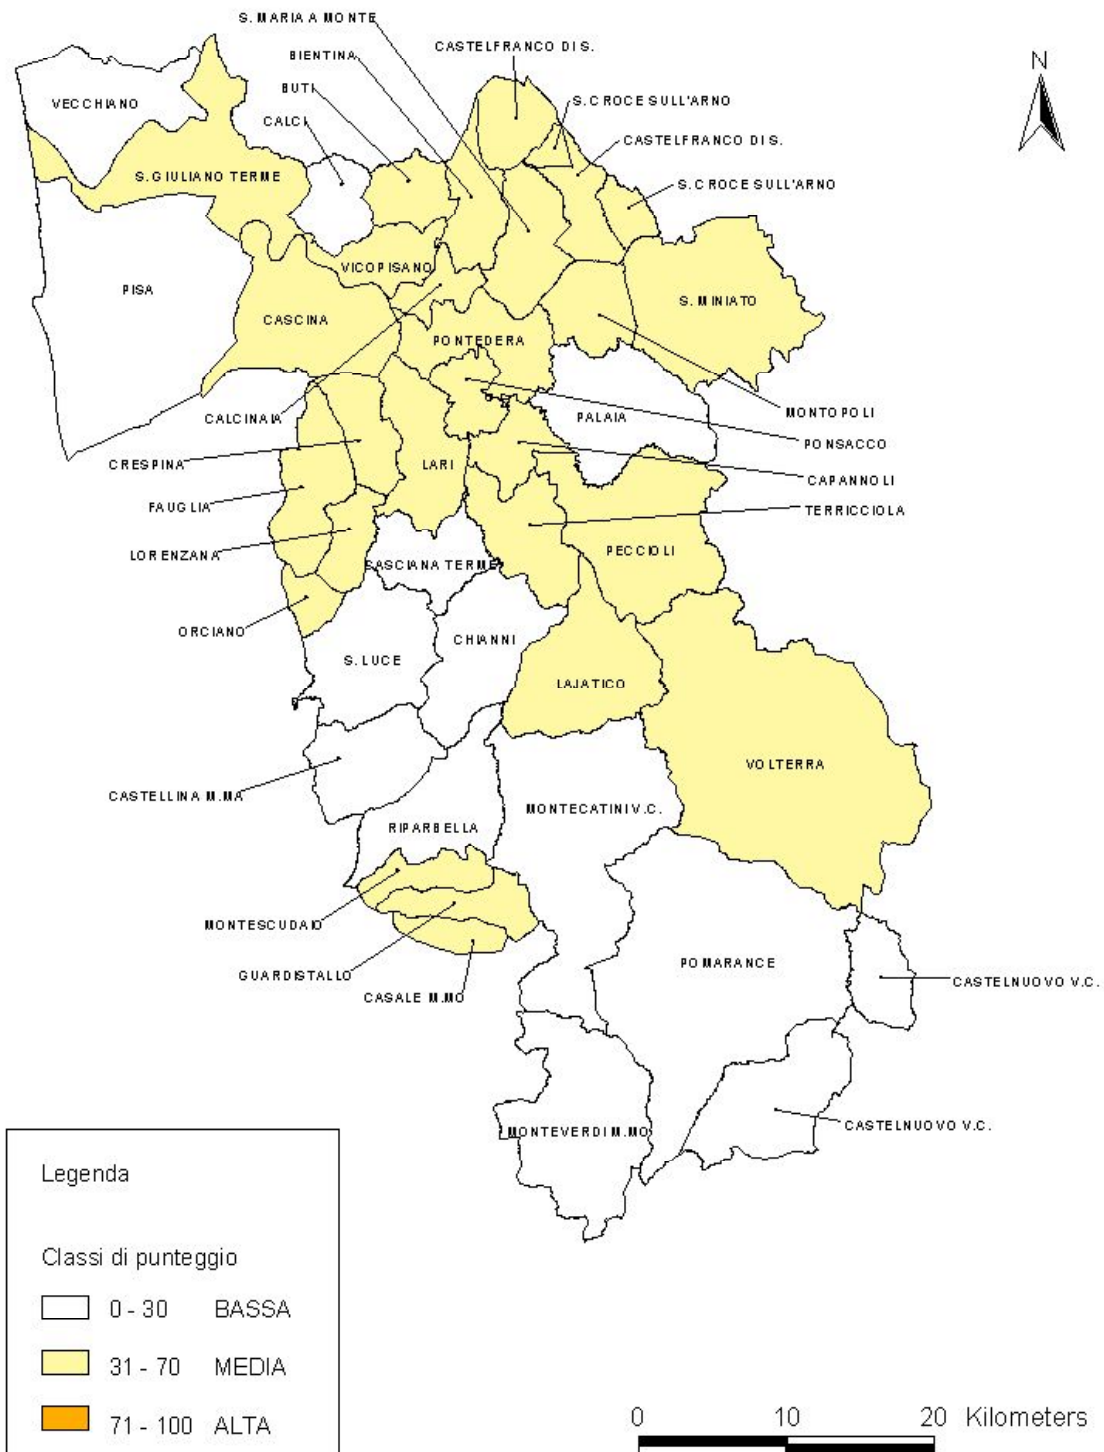 S. MARIA A MONTE
CASTELFRANCO DI S.
BIENTINA
N
BUTI
S. CROCE SULL'ARNO
VECCHIANO
CALCI
CASTELFRANCO DI S.
S. GIULIANO TERME
S. CROCE SULL'ARNO
VICOPISANO
PISA
S. MINIATO
CASCINA
PONTEDERA
CALCINAIA
PALAIA
MONTOPOLI
PONSACCO
CRESPINA
LARI
CAPANNOLI
FAUGLIA
TERRICCIOLA
LORENZANA
PECCIOLI
CASCIANA TERME
ORCIANO
CHIANNI
S. LUCE
LAJATICO
VOLTERRA
CASTELLINA M.MA
MONTECATINI V.C.
RIPARBELLA
MONTESCUDAIO
POMARANCE
GUARDISTALLO
CASTELNUOVO V.C.
CASALE M.MO
MONTEVERDI M.MO
CASTELNUOVO V.C.
Legenda
Classi di punteggio
0 - 30 BASSA
31 - 70 MEDIA
71 - 100 ALTA
0 10 20 Kilometers